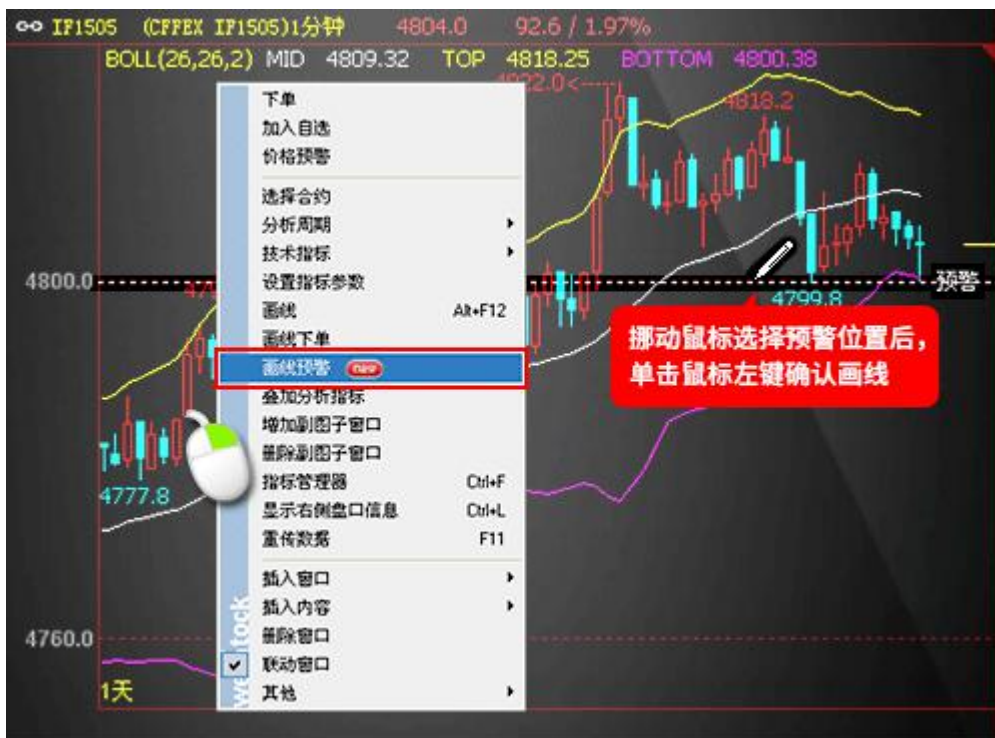 IF1505 (CFFEX IF1505)1分钟 4804.0 92.6 / 1.97%
BOLL(26,26,2) MID 4809.32 TOP 4818.25 BOTTOM 4800.38
4818.2
下单
加入自选
价格预警
选择合约
分析周期
技术指标
设置指标参数
画线 Alt+F12
画线下单
画线预警 new
叠加分析指标
增加副图子窗口
删除副图子窗口
指标管理器 Ctrl+F
显示右侧盘口信息 Ctrl+L
重传数据 F11
插入窗口
插入内容
删除窗口
联动窗口
其他
4800.0
预警
4799.8
挪动鼠标选择预警位置后，
单击鼠标左键确认画线
4777.8
4760.0
1天